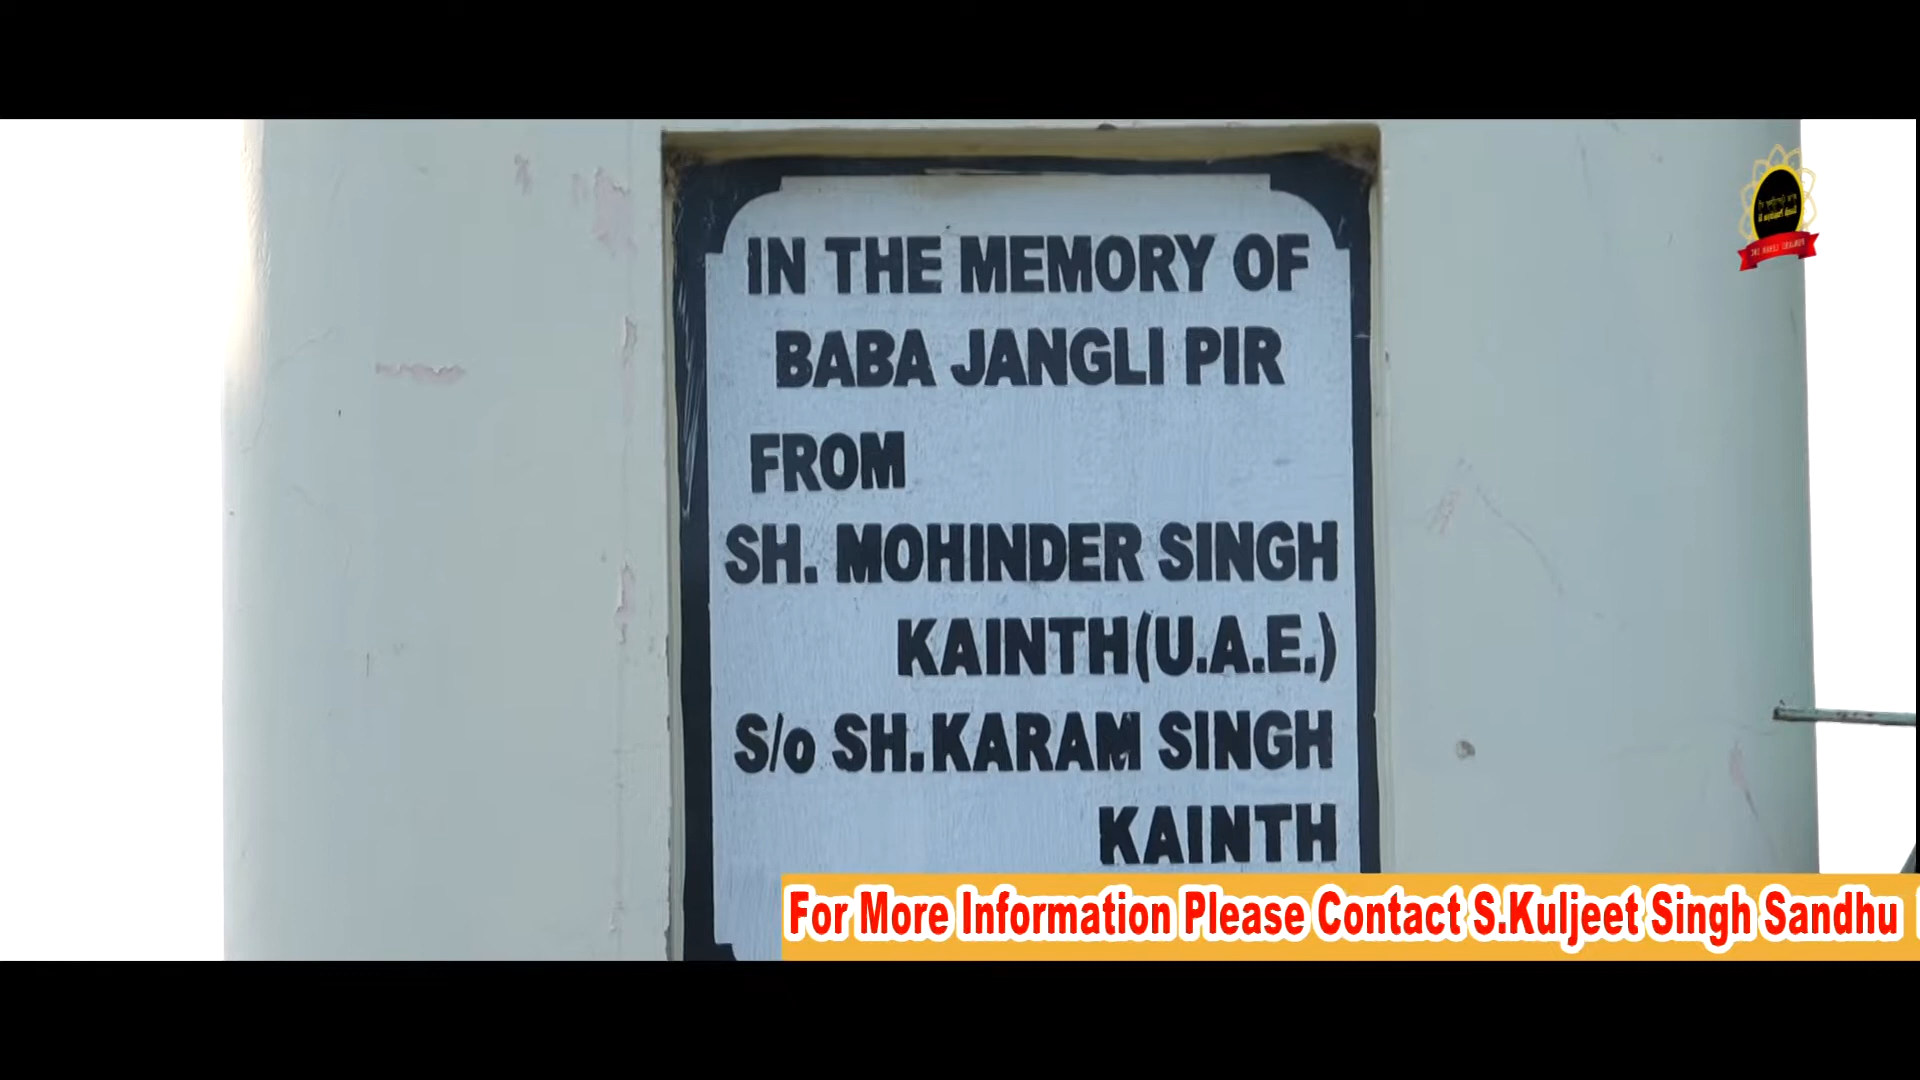 IN THE MEMORY OF
BABA JANGLI PIR
FROM
SH. MOHINDER SINGH
KAINTH(U.A.E.)
S/o SH.KARAM SINGH
KAINTH
For More Information Please Contact S.Kuljeet Singh Sandhu